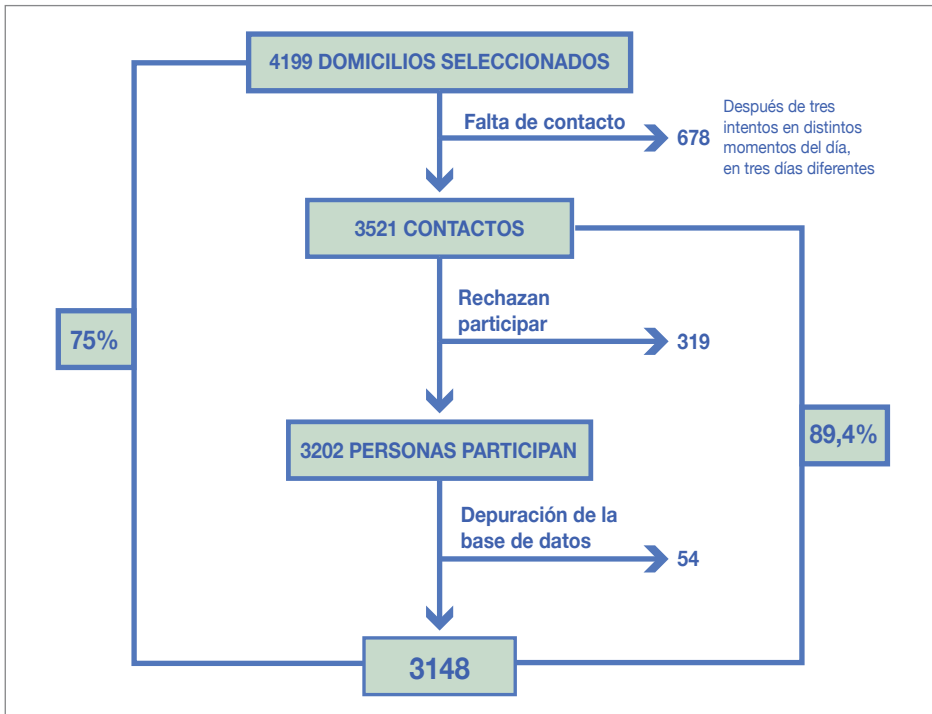 4199 DOMICILIOS SELECCIONADOS
Falta de contacto
678
Después de tres
intentos en distintos
momentos del día,
en tres días diferentes
3521 CONTACTOS
Rechazan
participar
319
75%
89,4%
3202 PERSONAS PARTICIPAN
Depuración de la
base de datos
54
3148